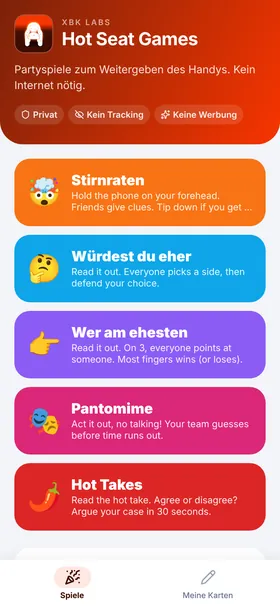 XBK LABS
Hot Seat Games
Partyspiele zum Weitergeben des Handys. Kein
Internet nötig.
Privat
Kein Tracking
Keine Werbung
Stirnraten
Hold the phone on your forehead.
Friends give clues. Tip down if you get ...
Würdest du eher
Read it out. Everyone picks a side, then
defend your choice.
Wer am ehesten
Read it out. On 3, everyone points at
someone. Most fingers wins (or loses).
Pantomime
Act it out, no talking! Your team guesses
before time runs out.
Hot Takes
Read the hot take. Agree or disagree?
Argue your case in 30 seconds.
Spiele
Meine Karten